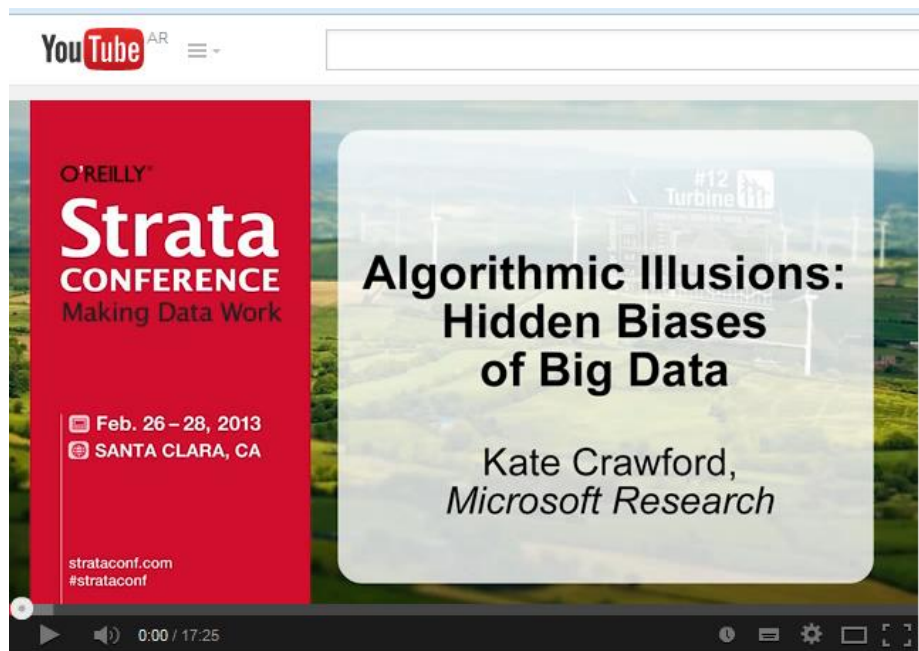 YouTube AR
O'REILLY®
Strata
CONFERENCE
Making Data Work
Feb. 26 – 28, 2013
SANTA CLARA, CA
strataconf.com
#strataconf
#12
Turbine
Algorithmic Illusions:
Hidden Biases
of Big Data
Kate Crawford,
Microsoft Research
0:00 / 17:25